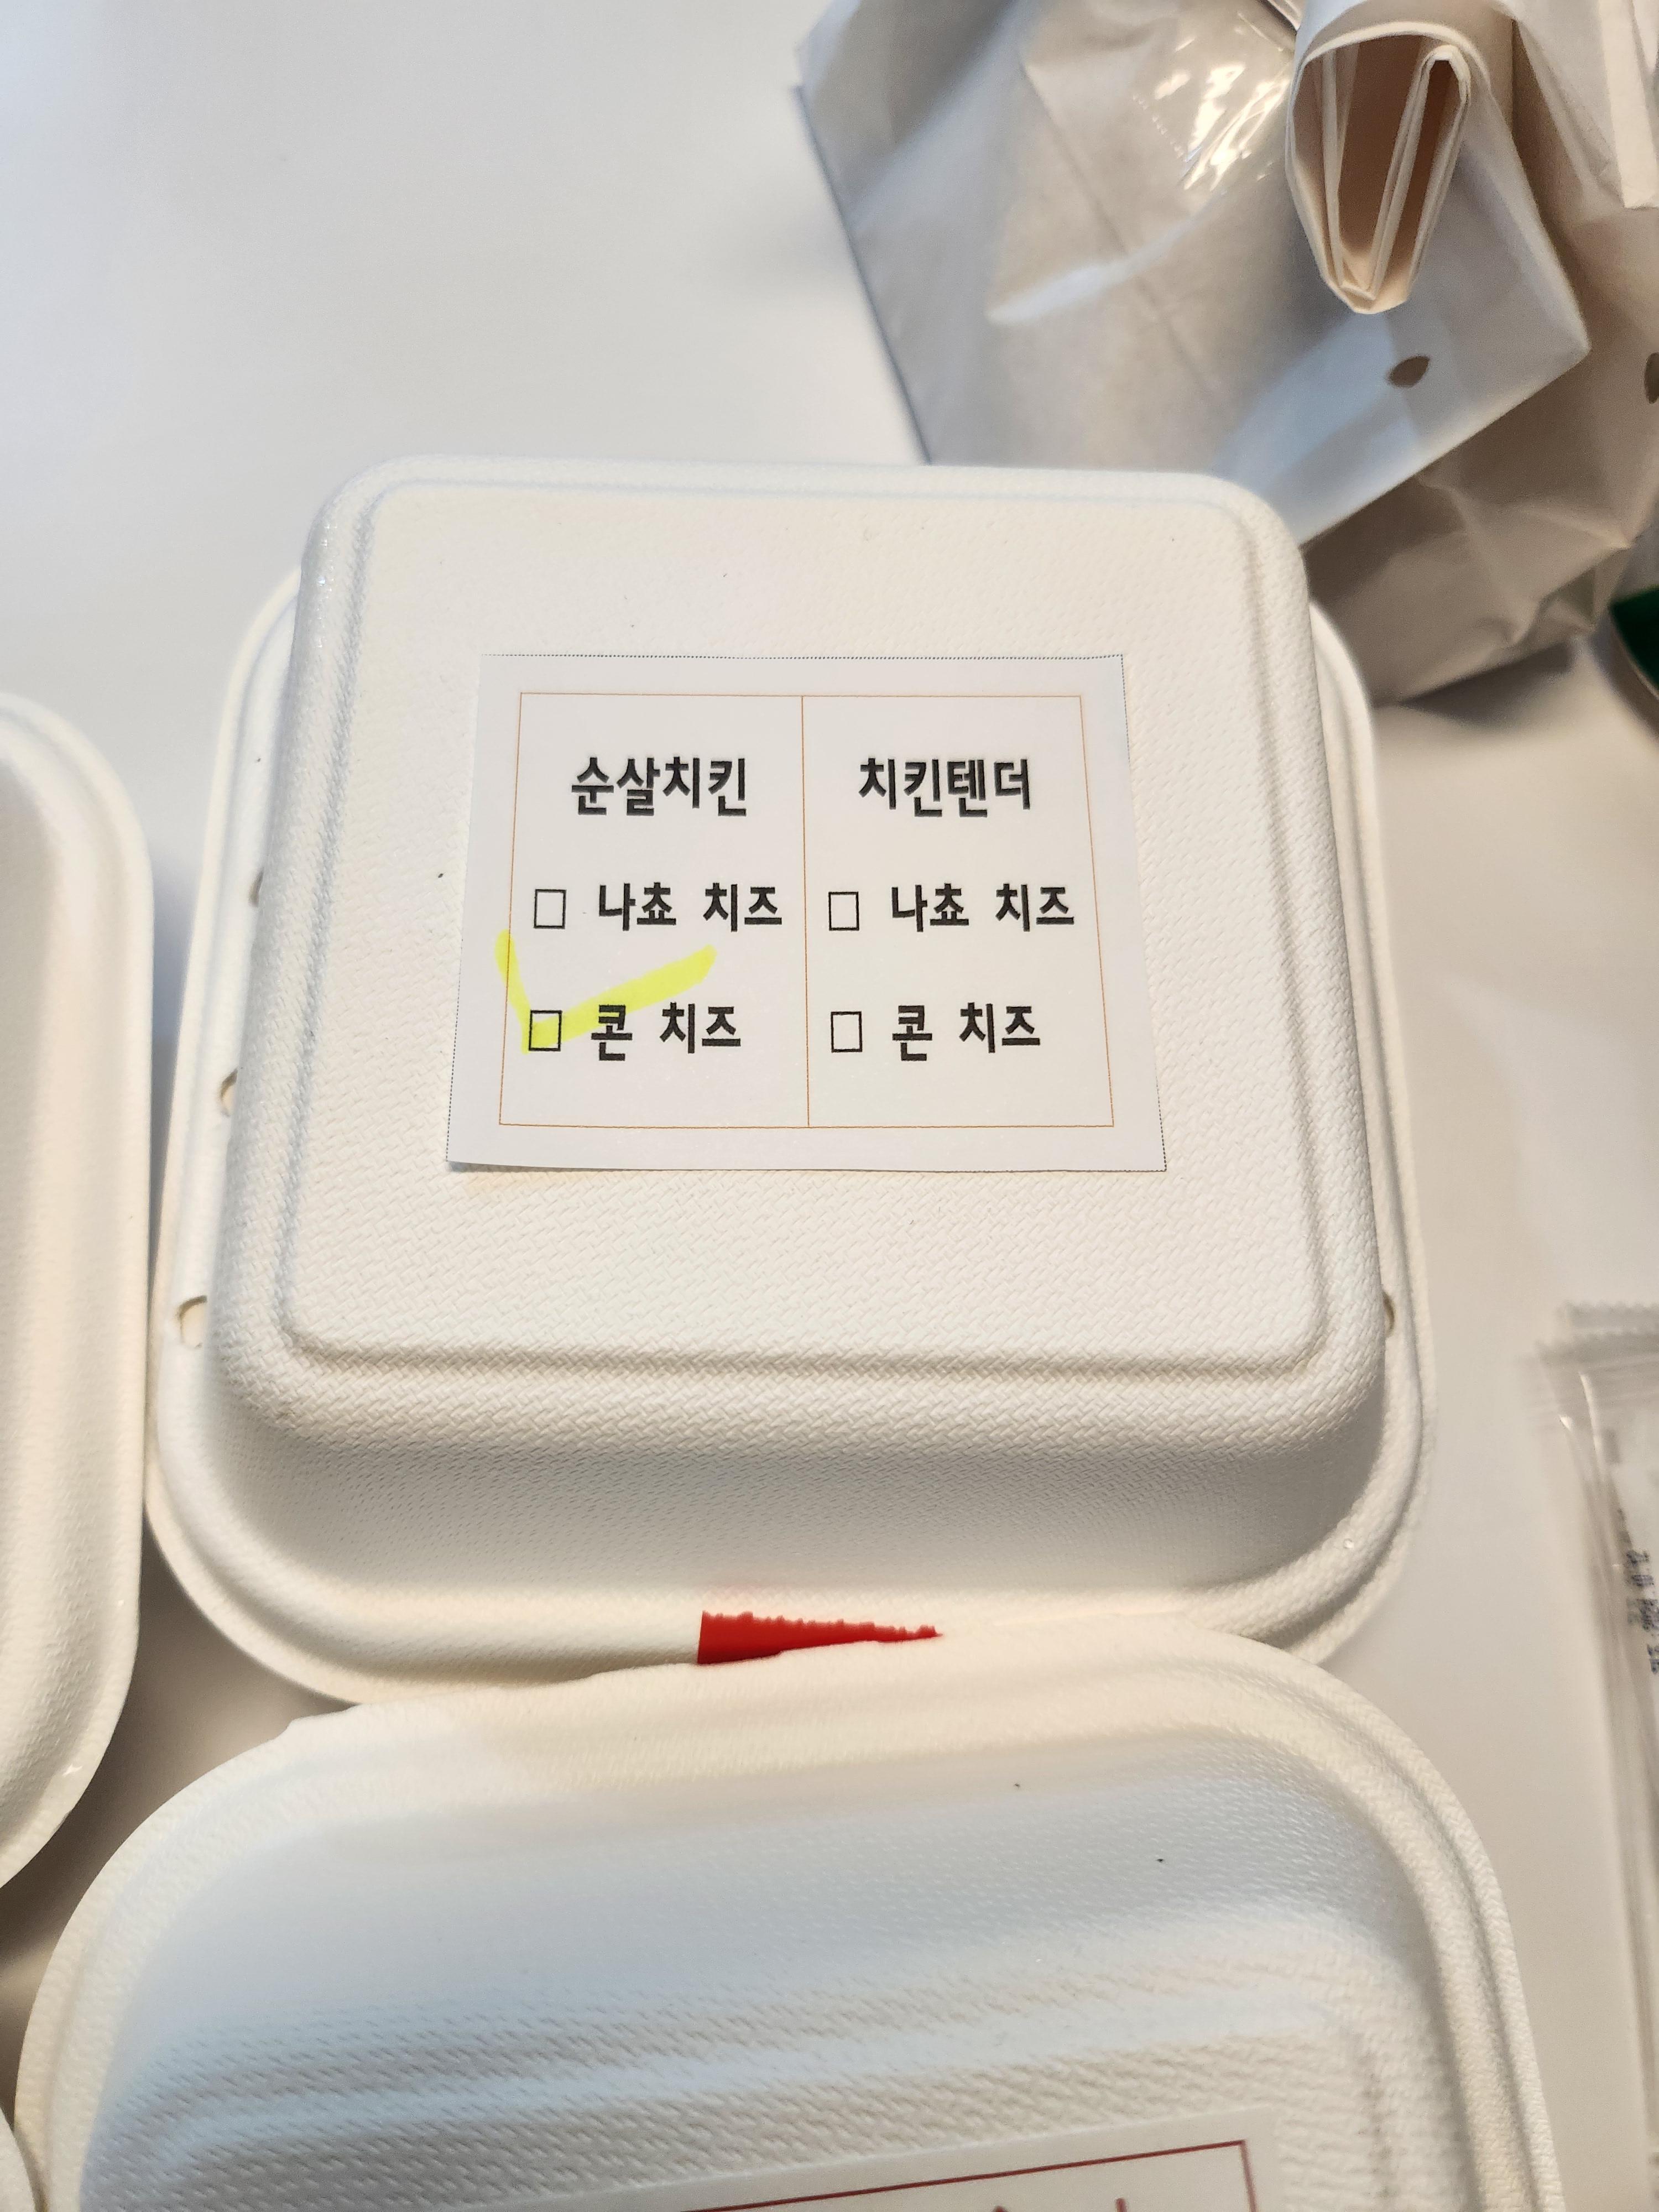 순살치킨
□ 나쵸 치즈
□ 콘 치즈
치킨텐더
□ 나쵸 치즈
□ 콘 치즈